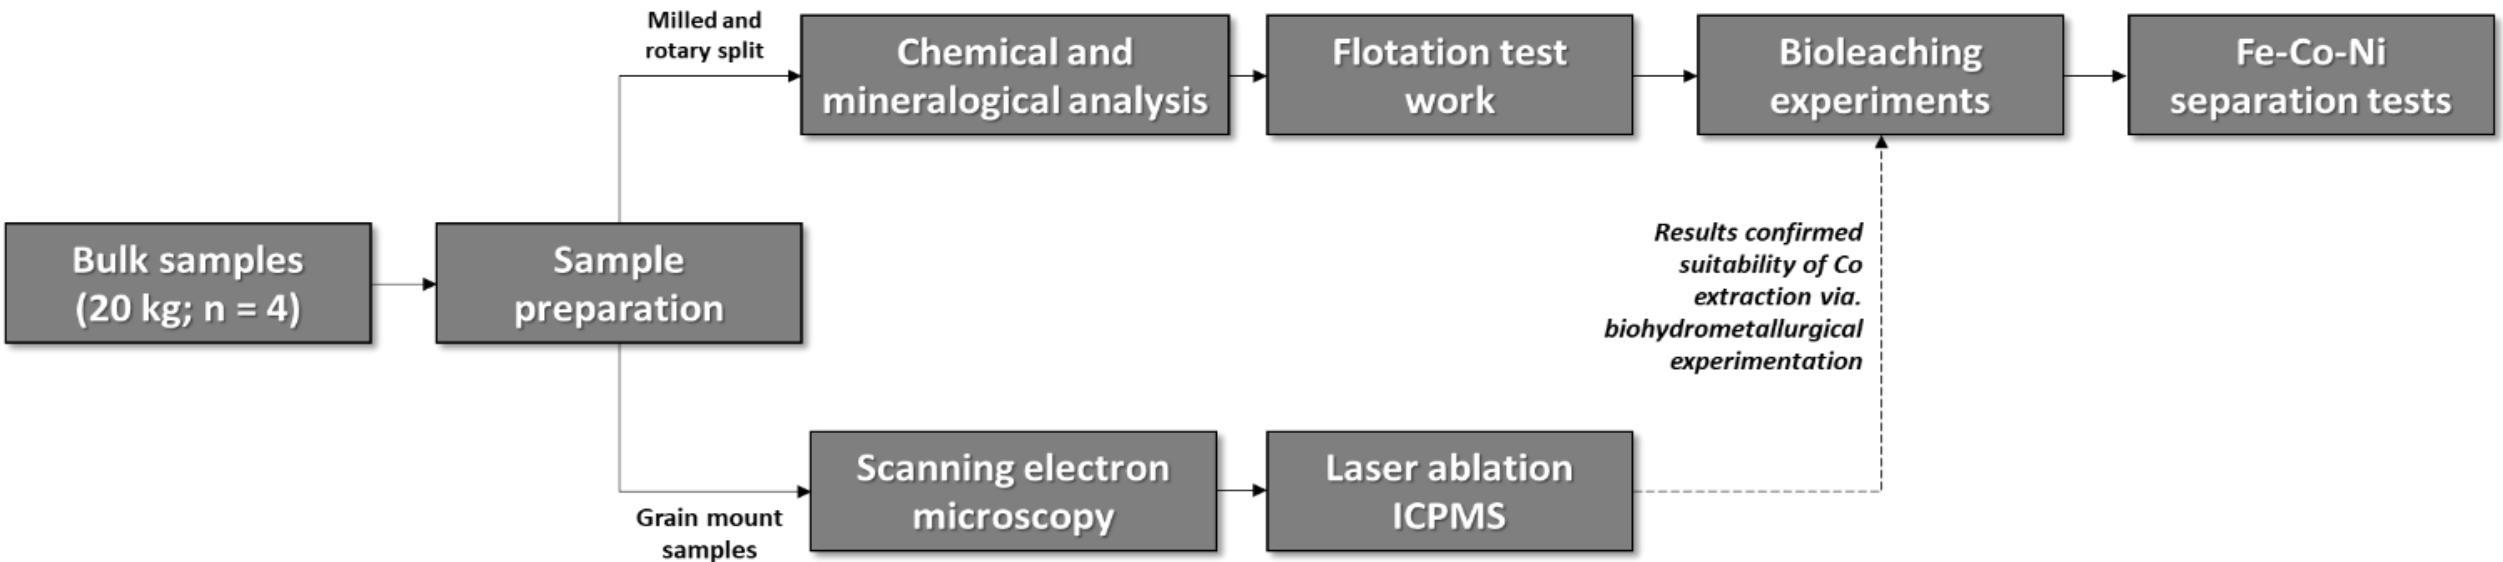 Milled and
rotary split
Chemical and
mineralogical analysis
Flotation test
work
Bioleaching
experiments
Fe-Co-Ni
separation tests
Bulk samples
(20 kg; n = 4)
Sample
preparation
Results confirmed
suitability of Co
extraction via.
biohydrometallurgical
experimentation
Scanning electron
microscopy
Laser ablation
ICPMS
Grain mount
samples